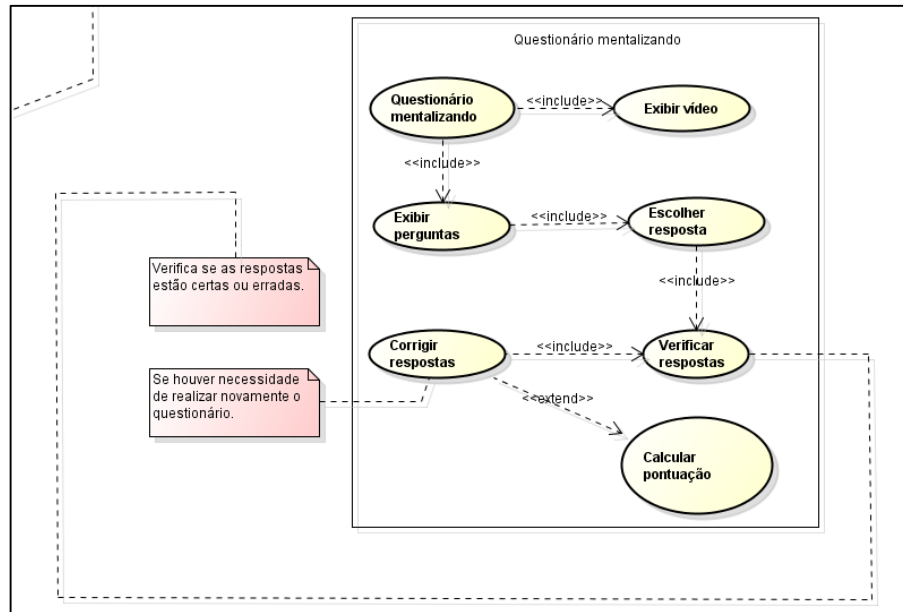 Questionário mentalizando
Questionário
mentalizando
<<include>>
Exibir vídeo
<<include>>
Exibir
perguntas
<<include>>
Escolher
resposta
Verifica se as respostas
estão certas ou erradas.
<<include>>
Corrigir
respostas
<<include>>
Verificar
respostas
Se houver necessidade
de realizar novamente o
questionário.
<<extend>>
Calcular
pontuação